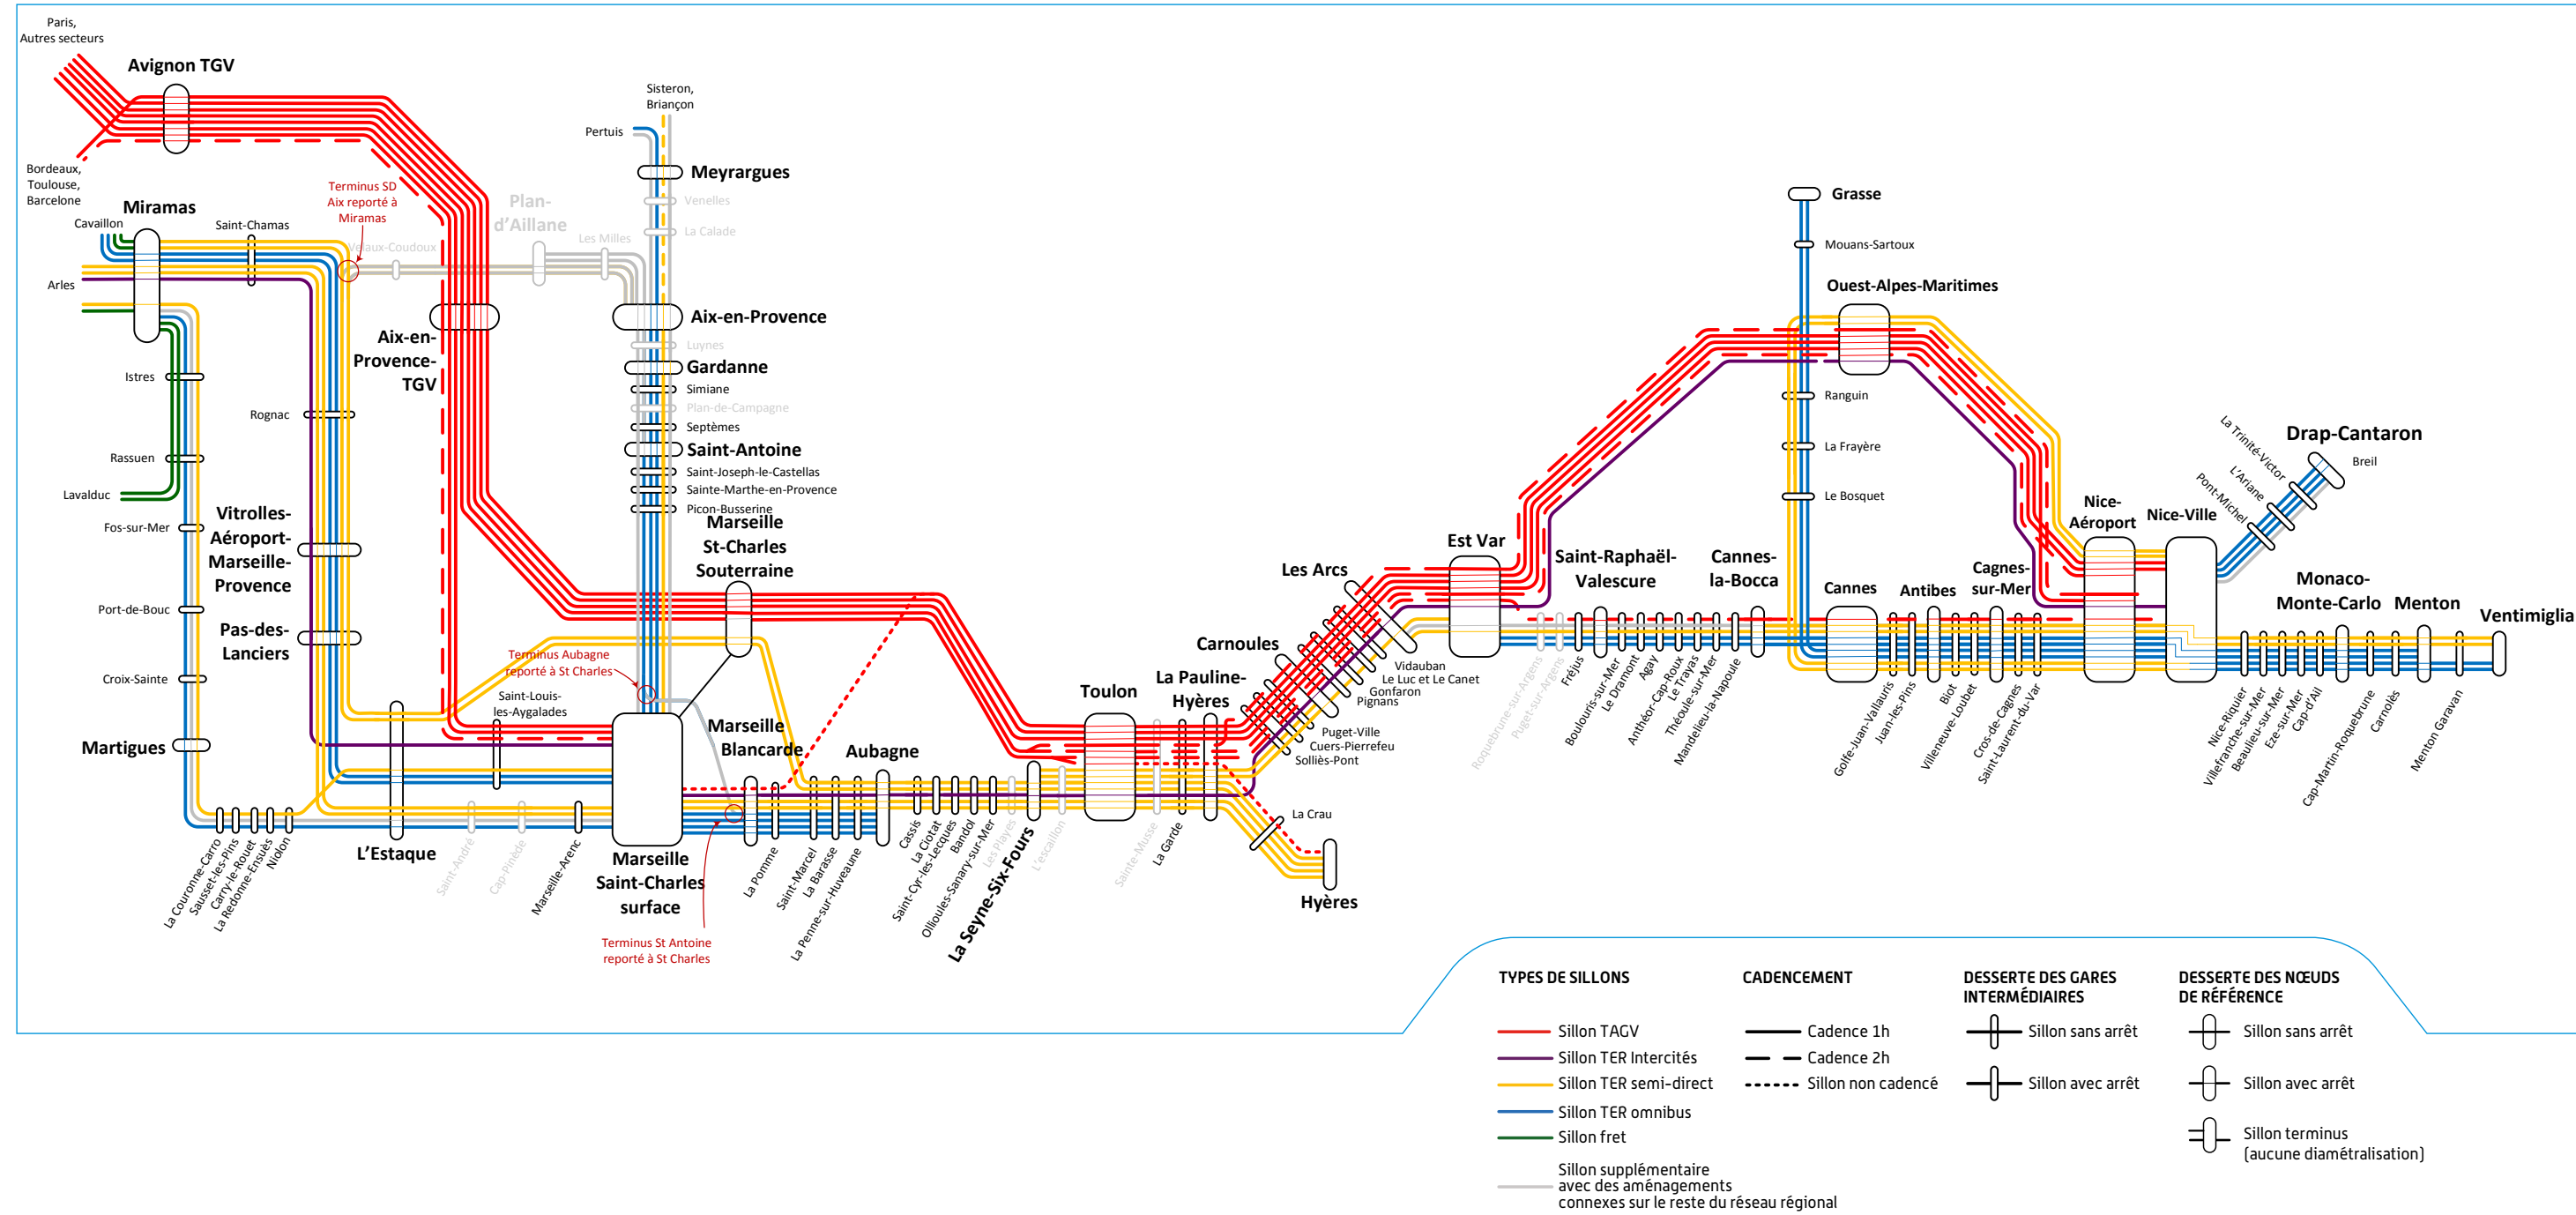 Paris,
Autres secteurs
Avignon TGV
Bordeaux,
Toulouse,
Barcelone
Miramas
Cavaillon
Saint-Chamas
Arles
Terminus SD
Aix reporté à
Miramas
Velaux-Coudoux
Plan-
d'Aillane
Les Milles
Sisteron,
Briançon
Pertuis
Meyrargues
Venelles
La Calade
Aix-en-Provence
Luynes
Gardanne
Simiane
Plan-de-Campagne
Septèmes
Saint-Antoine
Saint-Joseph-le-Castellas
Sainte-Marthe-en-Provence
Picon-Busserine
Aix-en-
Provence-
TGV
Istres
Rognac
Rassuen
Lavalduc
Fos-sur-Mer
Vitrolles-
Aéroport-
Marseille-
Provence
Port-de-Bouc
Pas-des-
Lanciers
Croix-Sainte
Martigues
La Couronne-Carro
Sausset-les-Pins
Carry-le-Rouet
La Redonne-Ensuès
Niolon
L'Estaque
Saint-Louis-
les-Aygalades
Saint-André
Cap-Pinède
Marseille-Arenc
Marseille
St-Charles
Souterraine
Terminus Aubagne
reporté à St Charles
Marseille
Saint-Charles
surface
Terminus St Antoine
reporté à St Charles
Marseille
Blancarde
La Pomme
Saint-Marcel
La Barasse
La Penne-sur-Huveaune
Aubagne
Cassis
La Ciotat
Saint-Cyr-les-Lecques
Bandol
Ollioules-Sanary-sur-Mer
Les Playes
La Seyne-Six-Fours
L'escaillon
Toulon
Sainte-Musse
La Garde
La Pauline-
Hyères
La Crau
Hyères
Carnoules
Solliès-Pont
Cuers-Pierrefeu
Puget-Ville
Pignans
Gonfaron
Le Luc et Le Canet
Vidauban
Les Arcs
Est Var
Roquebrune-sur-Argens
Puget-sur-Argens
Fréjus
Saint-Raphaël-
Valescure
Boulouris-sur-Mer
Le Dramont
Agay
Anthéor-Cap-Roux
Le Trayas
Théoule-sur-Mer
Mandelieu-la-Napoule
Cannes-
la-Bocca
Grasse
Mouans-Sartoux
Ouest-Alpes-Maritimes
Ranguin
La Frayère
Le Bosquet
Cannes
Golfe-Juan-Vallauris
Juan-les-Pins
Antibes
Biot
Villeneuve-Loubet
Cagnes-
sur-Mer
Cros-de-Cagnes
Saint-Laurent-du-Var
Nice-
Aéroport
Nice-Ville
Pont-Michel
L'Ariane
La Trinité-Victor
Drap-Cantaron
Breil
Nice-Riquier
Villefranche-sur-Mer
Beaulieu-sur-Mer
Eze-sur-Mer
Cap-d'Ail
Monaco-
Monte-Carlo
Cap-Martin-Roquebrune
Carnolès
Menton
Menton Garavan
Ventimiglia
TYPES DE SILLONS
Sillon TAGV
Sillon TER Intercités
Sillon TER semi-direct
Sillon TER omnibus
Sillon fret
Sillon supplémentaire
avec des aménagements
connexes sur le reste du réseau régional
CADENCEMENT
Cadence 1h
Cadence 2h
Sillon non cadencé
DESSERTE DES GARES
INTERMÉDIAIRES
Sillon sans arrêt
Sillon avec arrêt
DESSERTE DES NŒUDS
DE RÉFÉRENCE
Sillon sans arrêt
Sillon avec arrêt
Sillon terminus
(aucune diamétralisation)